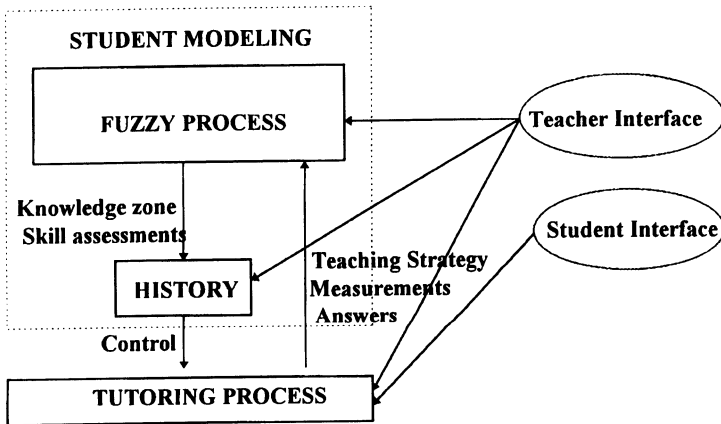 STUDENT MODELING
FUZZY PROCESS
Teacher Interface
Knowledge zone
Skill assessments
Student Interface
Teaching Strategy
Measurements
Answers
HISTORY
Control
TUTORING PROCESS